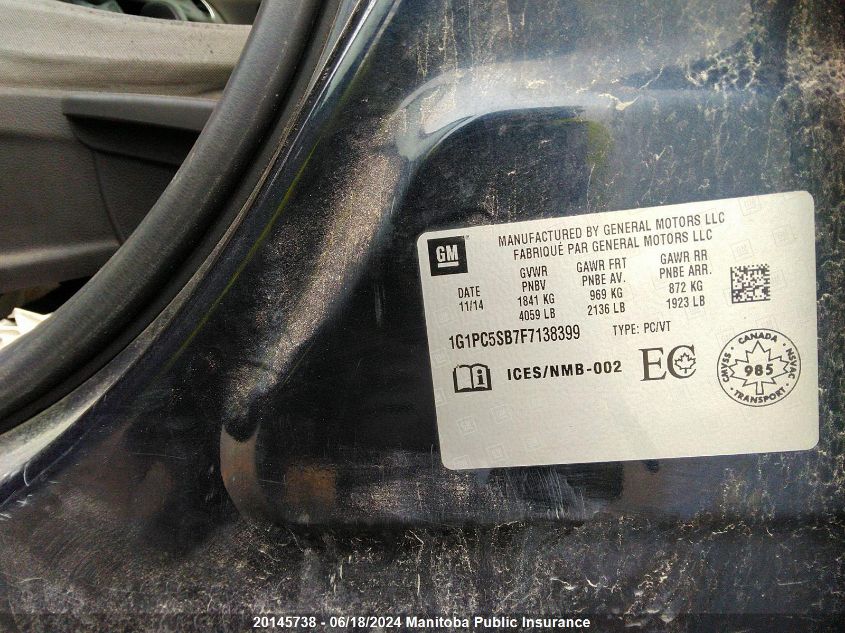 GM
MANUFACTURED BY GENERAL MOTORS LLC
FABRIQUÉ PAR GENERAL MOTORS LLC
DATE GVWR GAWR FRT GAWR RR
PNBV PNBE AV. PNBE ARR.
11/14 1841 KG 969 KG 872 KG
4059 LB 2136 LB 1923 LB
1G1PC5SB7F7138399 TYPE: PC/VT
i ICES/NMB-002 EC
CANADA
CMVSS 985 NSVAC
TRANSPORT
20145738 - 06/18/2024 Manitoba Public Insurance